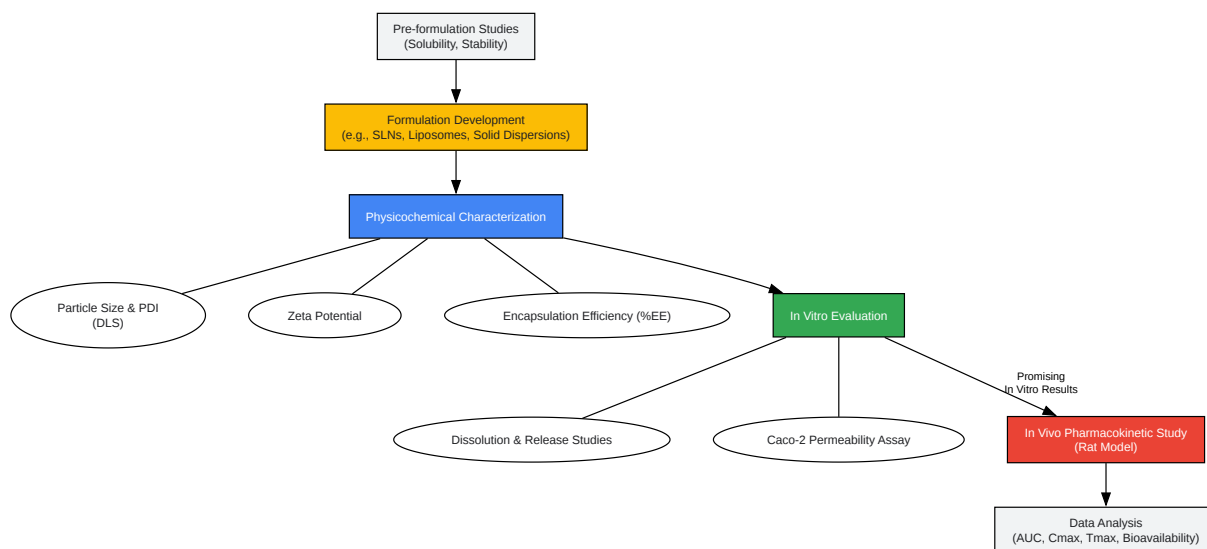 Pre-formulation Studies
(Solubility, Stability)
Formulation Development
(e.g., SLNs, Liposomes, Solid Dispersions)
Physicochemical Characterization
Particle Size & PDI
(DLS)
Zeta Potential
Encapsulation Efficiency (%EE)
In Vitro Evaluation
Promising
In Vitro Results
Dissolution & Release Studies
Caco-2 Permeability Assay
In Vivo Pharmacokinetic Study
(Rat Model)
Data Analysis
(AUC, Cmax, Tmax, Bioavailability)